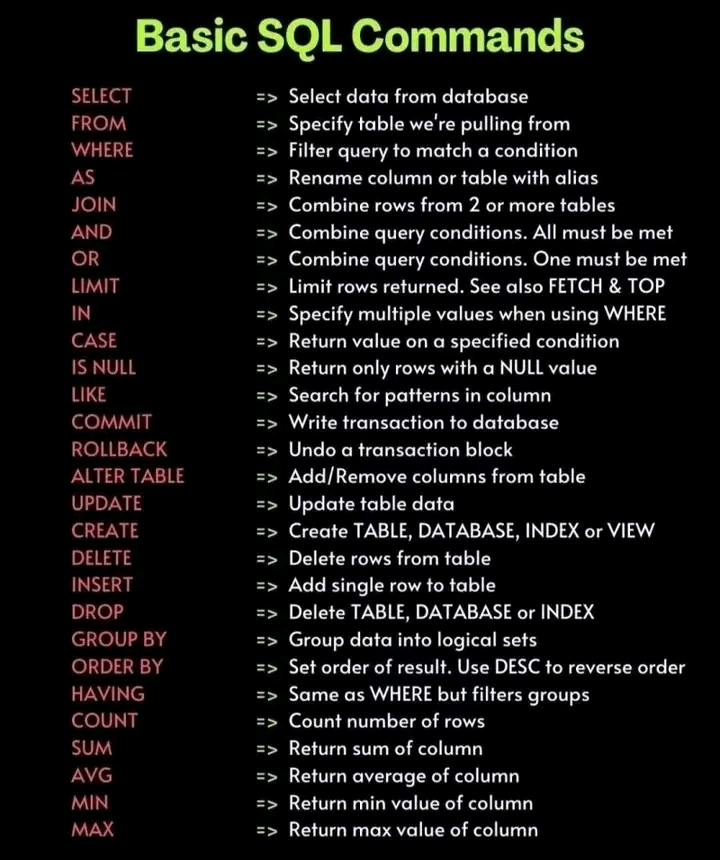 Basic SQL Commands
SELECT => Select data from database
FROM => Specify table we're pulling from
WHERE => Filter query to match a condition
AS => Rename column or table with alias
JOIN => Combine rows from 2 or more tables
AND => Combine query conditions. All must be met
OR => Combine query conditions. One must be met
LIMIT => Limit rows returned. See also FETCH & TOP
IN => Specify multiple values when using WHERE
CASE => Return value on a specified condition
IS NULL => Return only rows with a NULL value
LIKE => Search for patterns in column
COMMIT => Write transaction to database
ROLLBACK => Undo a transaction block
ALTER TABLE => Add/Remove columns from table
UPDATE => Update table data
CREATE => Create TABLE, DATABASE, INDEX or VIEW
DELETE => Delete rows from table
INSERT => Add single row to table
DROP => Delete TABLE, DATABASE or INDEX
GROUP BY => Group data into logical sets
ORDER BY => Set order of result. Use DESC to reverse order
HAVING => Same as WHERE but filters groups
COUNT => Count number of rows
SUM => Return sum of column
AVG => Return average of column
MIN => Return min value of column
MAX => Return max value of column